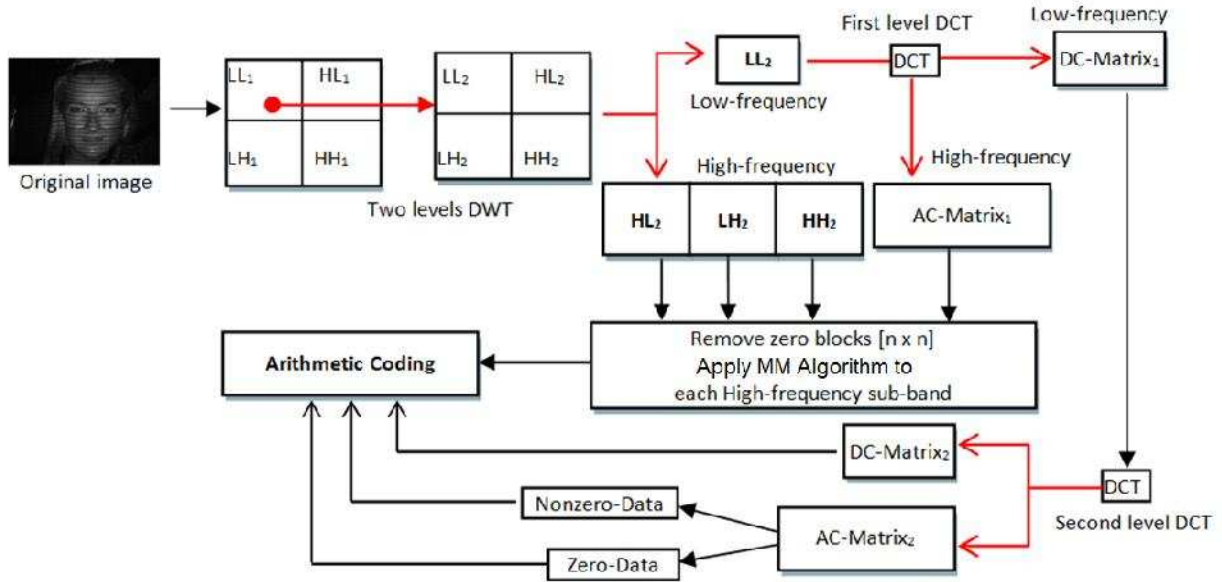 Original image
LL₁
HL₁
LH₁
HH₁
LL₂
HL₂
LH₂
HH₂
Two levels DWT
LL₂
Low-frequency
First level DCT
DCT
Low-frequency
DC-Matrix₁
High-frequency
HL₂
LH₂
HH₂
High-frequency
AC-Matrix₁
Remove zero blocks [n x n]
Apply MM Algorithm to
each High-frequency sub-band
Arithmetic Coding
DC-Matrix₂
DCT
Second level DCT
Nonzero-Data
AC-Matrix₂
Zero-Data